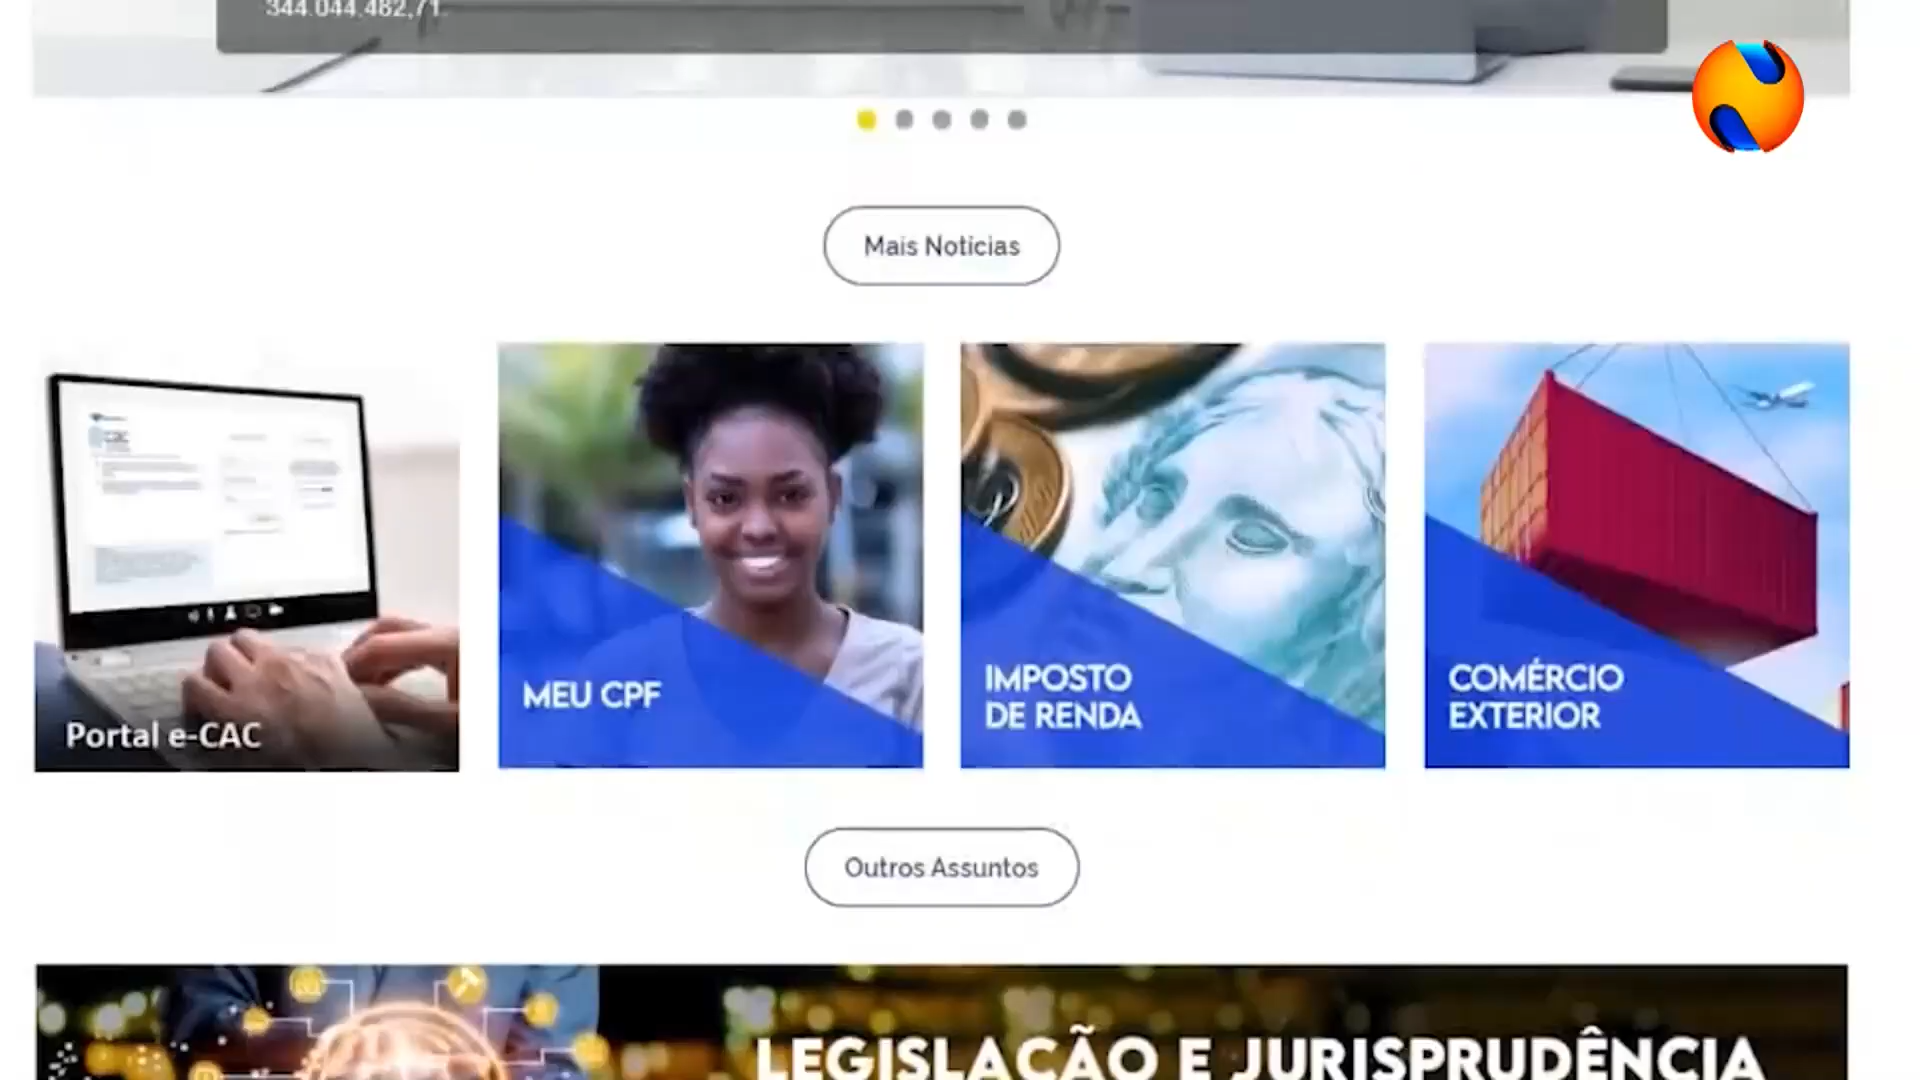 344.044.482,71.
Mais Notícias
CAC
Portal e-CAC
MEU CPF
IMPOSTO
DE RENDA
COMÉRCIO
EXTERIOR
Outros Assuntos
LEGISLAÇÃO E JURISPRUDÊNCIA